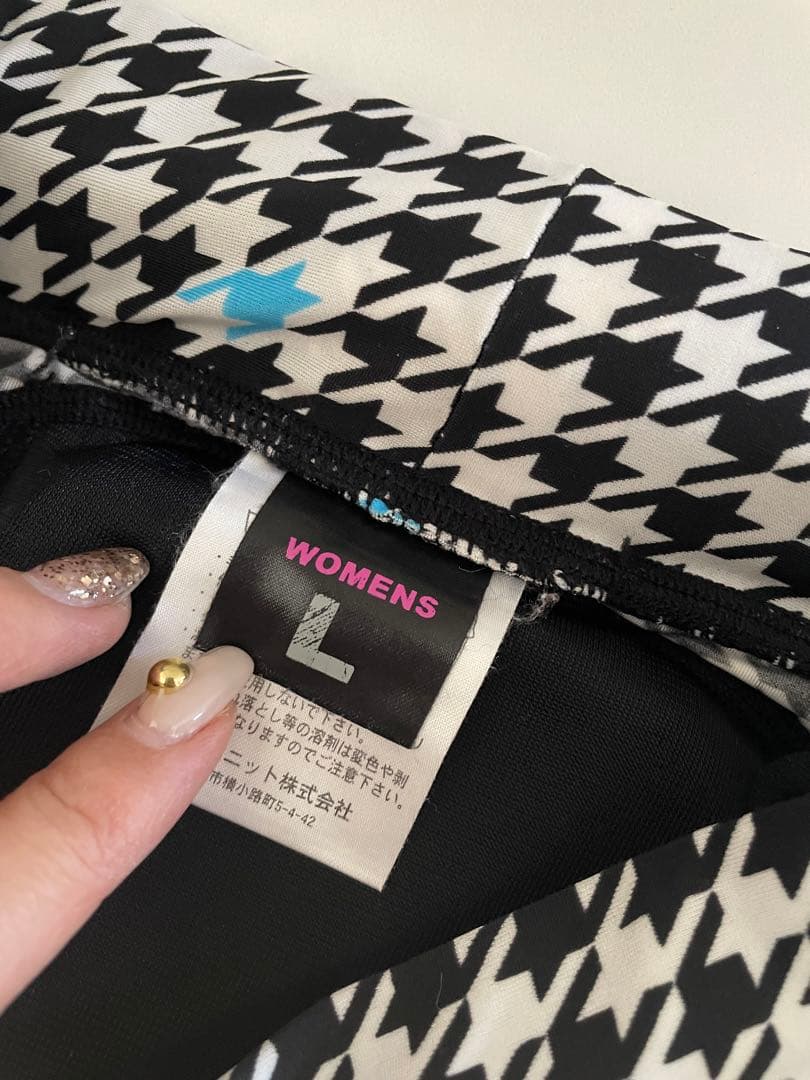 WOMENS
L
用しないで下さい。
落とし等の溶剤は変色や剥
なりますのでご注意下さい。
ニット株式会社
市横小路町5-4-42